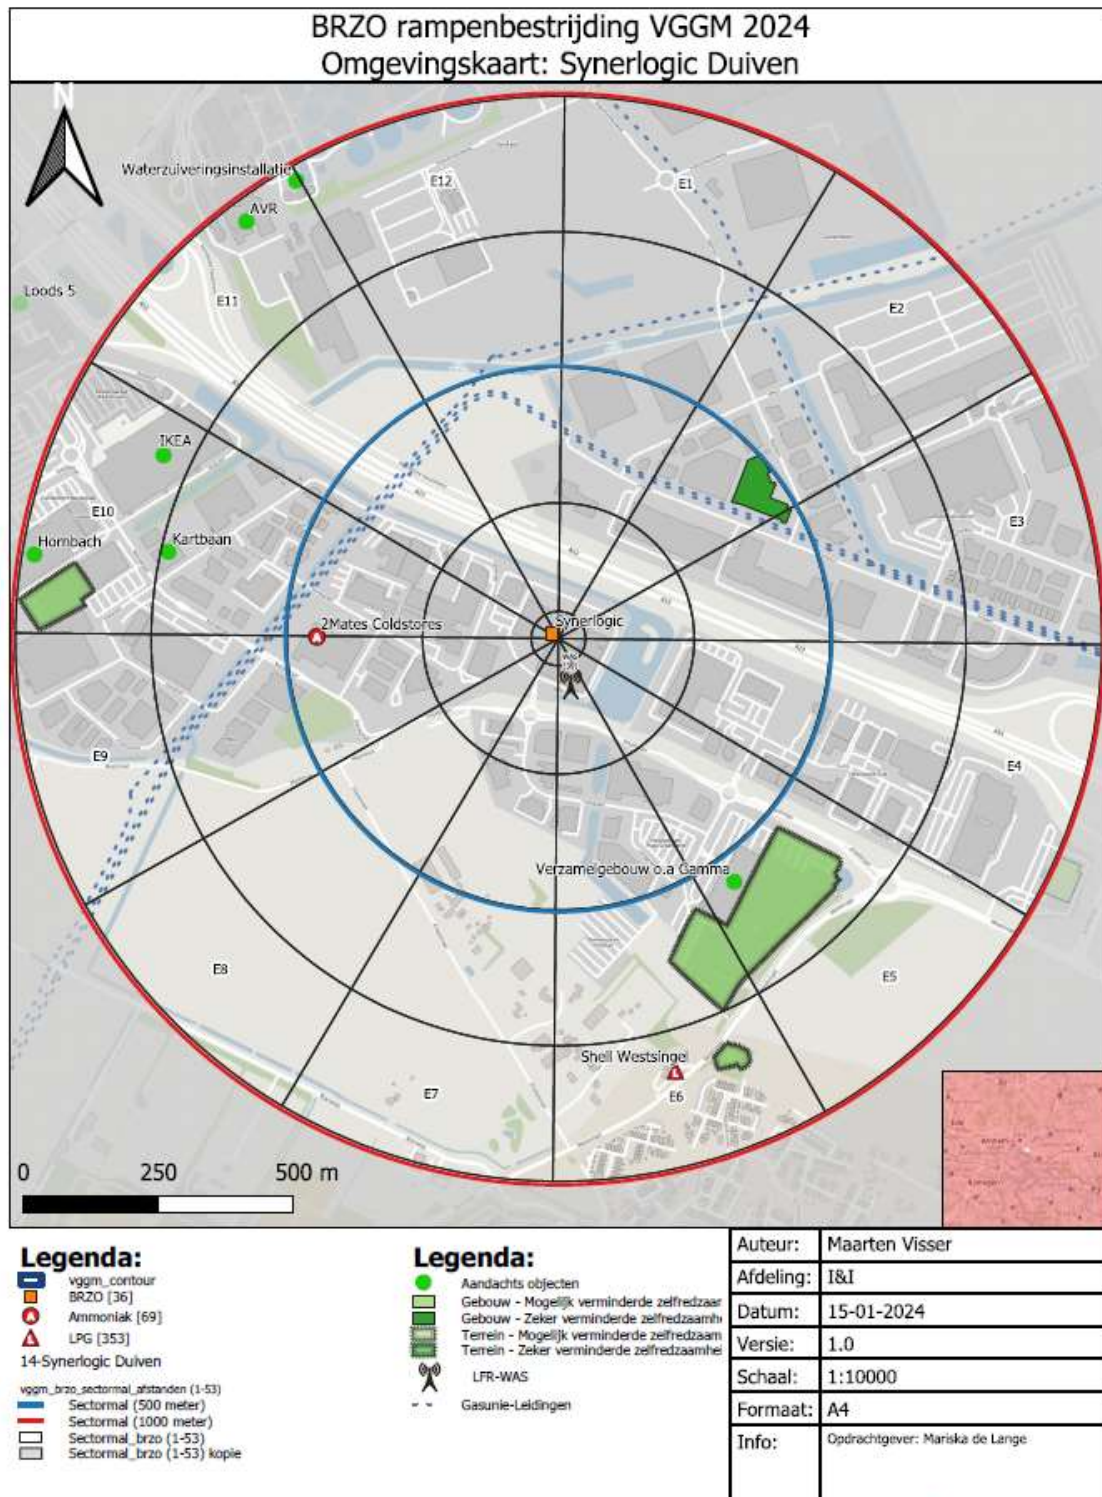 BRZO rampenbestrijding VGGM 2024
Omgevingskaart: Synerlogic Duiven
N
Waterzuiveringsinstallatie
E12
E1
AVR
Loods 5
E11
E2
IKEA
E10
E3
Hornbach
Kartbaan
2Mates Coldstores
Synerlogic
E9
E4
Verzamelgebouw o.a Gamma
E8
E5
Shell Westsingel
E7
E6
0 250 500 m
Legenda:
vggm_contour
BRZO [36]
Ammoniak [69]
LPG [353]
14-Synerlogic Duiven
vggm_brzo_sectormal_afstanden (1-53)
Sectormal (500 meter)
Sectormal (1000 meter)
Sectormal_brzo (1-53)
Sectormal_brzo (1-53) kopie
Legenda:
Aandachts objecten
Gebouw - Mogelijk verminderde zelfredzaam
Gebouw - Zeker verminderde zelfredzaamhe
Terrein - Mogelijk verminderde zelfredzaam
Terrein - Zeker verminderde zelfredzaamhei
LFR-WAS
Gasunie-Leidingen
Auteur: Maarten Visser
Afdeling: I&I
Datum: 15-01-2024
Versie: 1.0
Schaal: 1:10000
Formaat: A4
Info: Opdrachtgever: Mariska de Lange